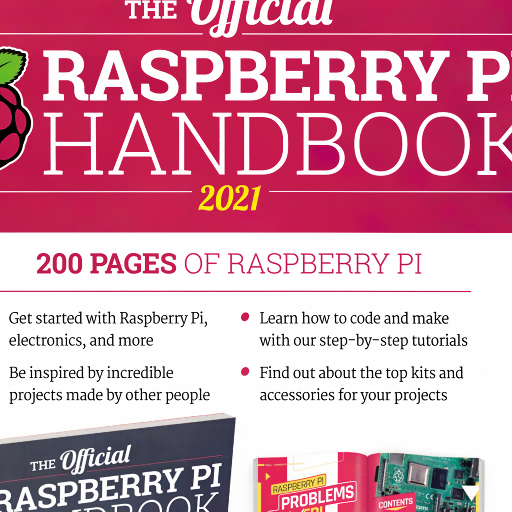 THE Official
RASPBERRY P
HANDBOOK
2021
200 PAGES OF RASPBERRY PI
Get started with Raspberry Pi,
electronics, and more
Be inspired by incredible
projects made by other people
Learn how to code and make
with our step-by-step tutorials
Find out about the top kits and
accessories for your projects
THE Official
RASPBERRY PI
HANDBOOK
RASPBERRY PI
PROBLEMS
CONTENTS